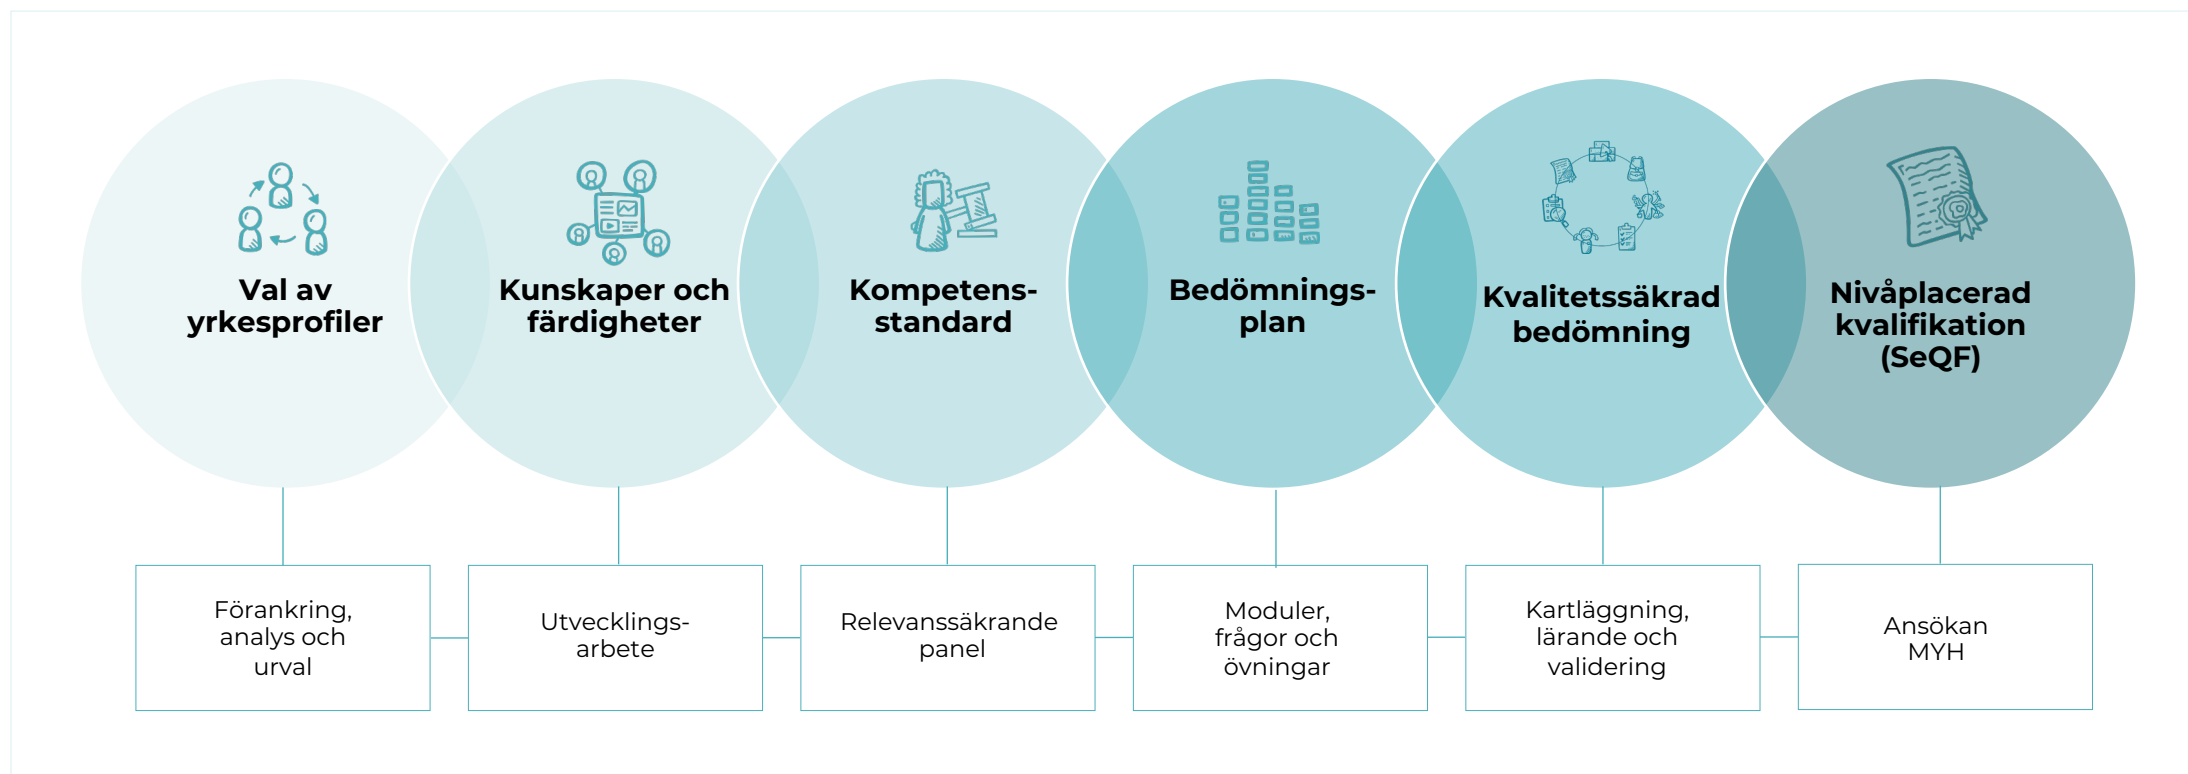 Val av
yrkesprofiler
Kunskaper och
färdigheter
Kompetens-
standard
Bedömnings-
plan
Kvalitetssäkrad
bedömning
Nivåplacerad
kvalifikation
(SeQF)
Förankring,
analys och
urval
Utvecklings-
arbete
Relevanssäkrande
panel
Moduler,
frågor och
övningar
Kartläggning,
lärande och
validering
Ansökan
MYH